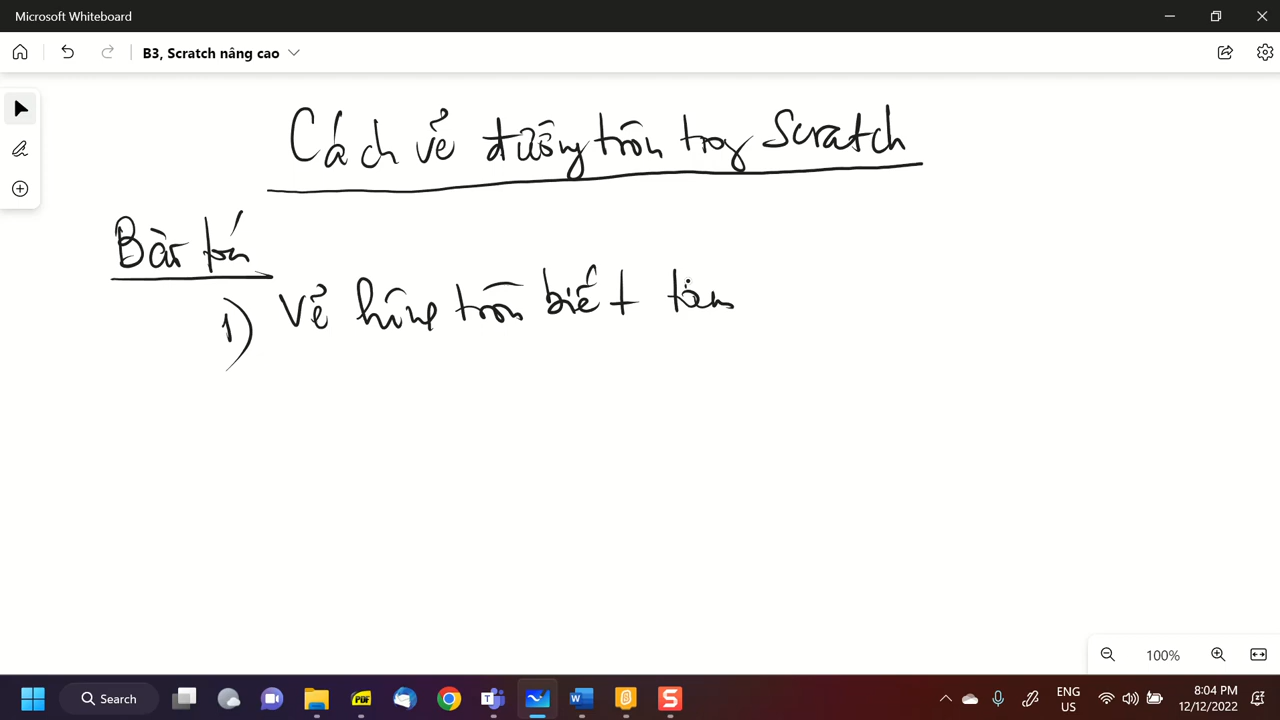 Microsoft Whiteboard
B3, Scratch nâng cao
Cách vẽ đường tròn trong Scratch
Bài toán
1) Vẽ hình tròn biết tâm
100%
Search
ENG
US
8:04 PM
12/12/2022